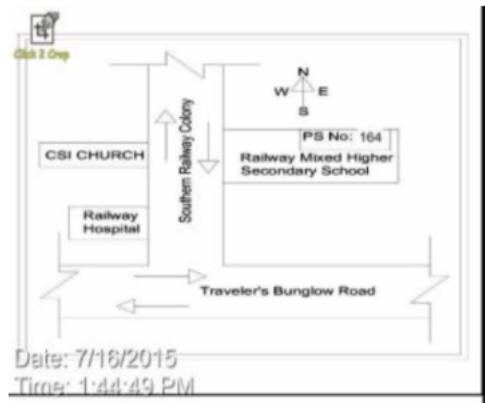 Click 2 Crop
N
W E
S
PS No: 164
CSI CHURCH
Railway Mixed Higher
Secondary School
Southern Railway Colony
Railway
Hospital
Traveler's Bunglow Road
Date: 7/16/2015
Time: 1:44:49 PM